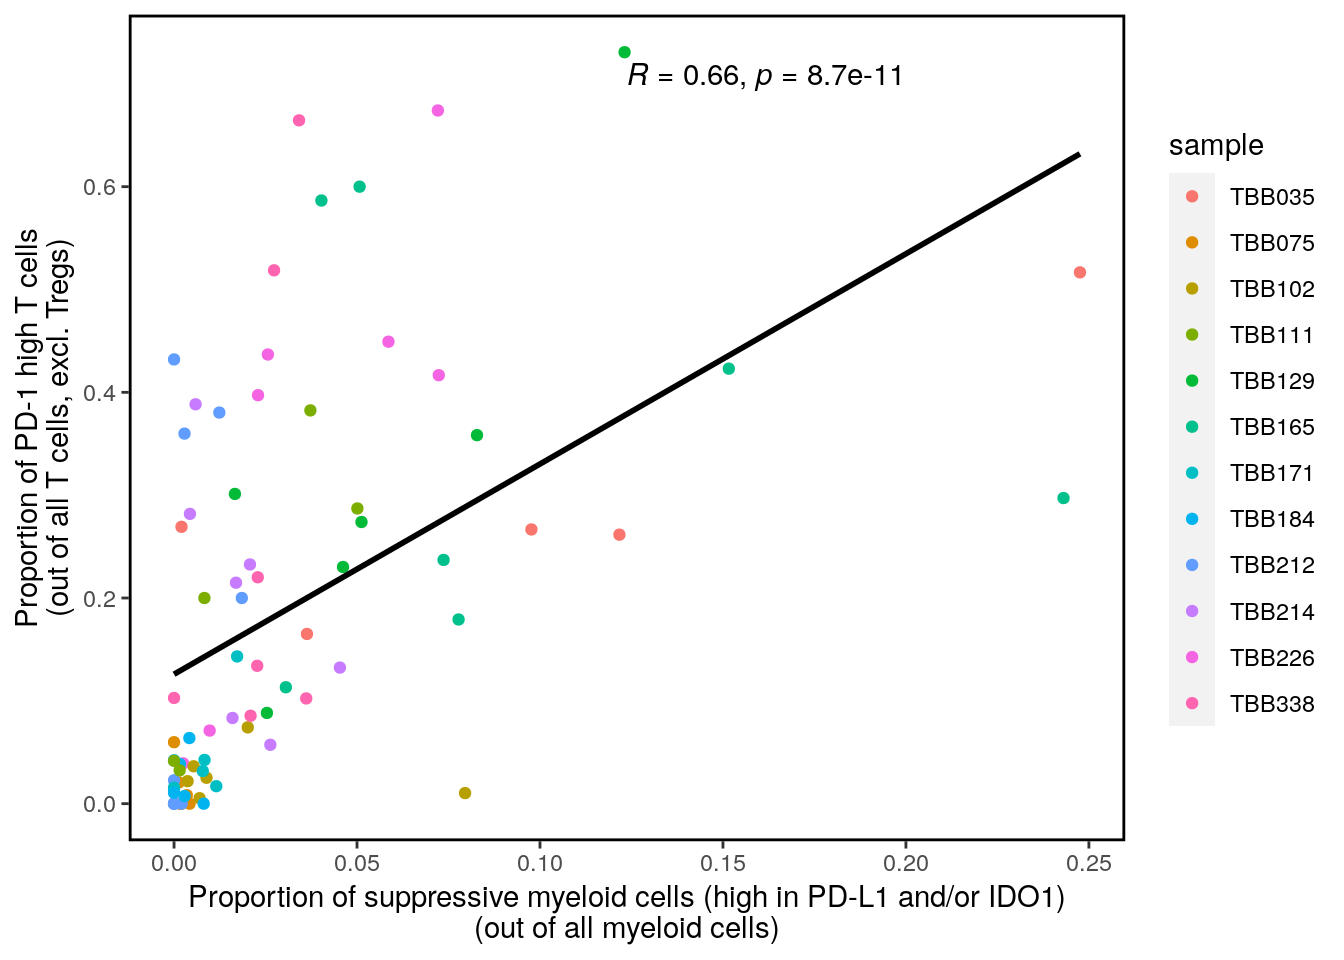 R = 0.66, p = 8.7e-11
Proportion of PD-1 high T cells
(out of all T cells, excl. Tregs)
0.6
0.4
0.2
0.0
0.00
0.05
0.10
0.15
0.20
0.25
Proportion of suppressive myeloid cells (high in PD-L1 and/or IDO1)
(out of all myeloid cells)
sample
TBB035
TBB075
TBB102
TBB111
TBB129
TBB165
TBB171
TBB184
TBB212
TBB214
TBB226
TBB338